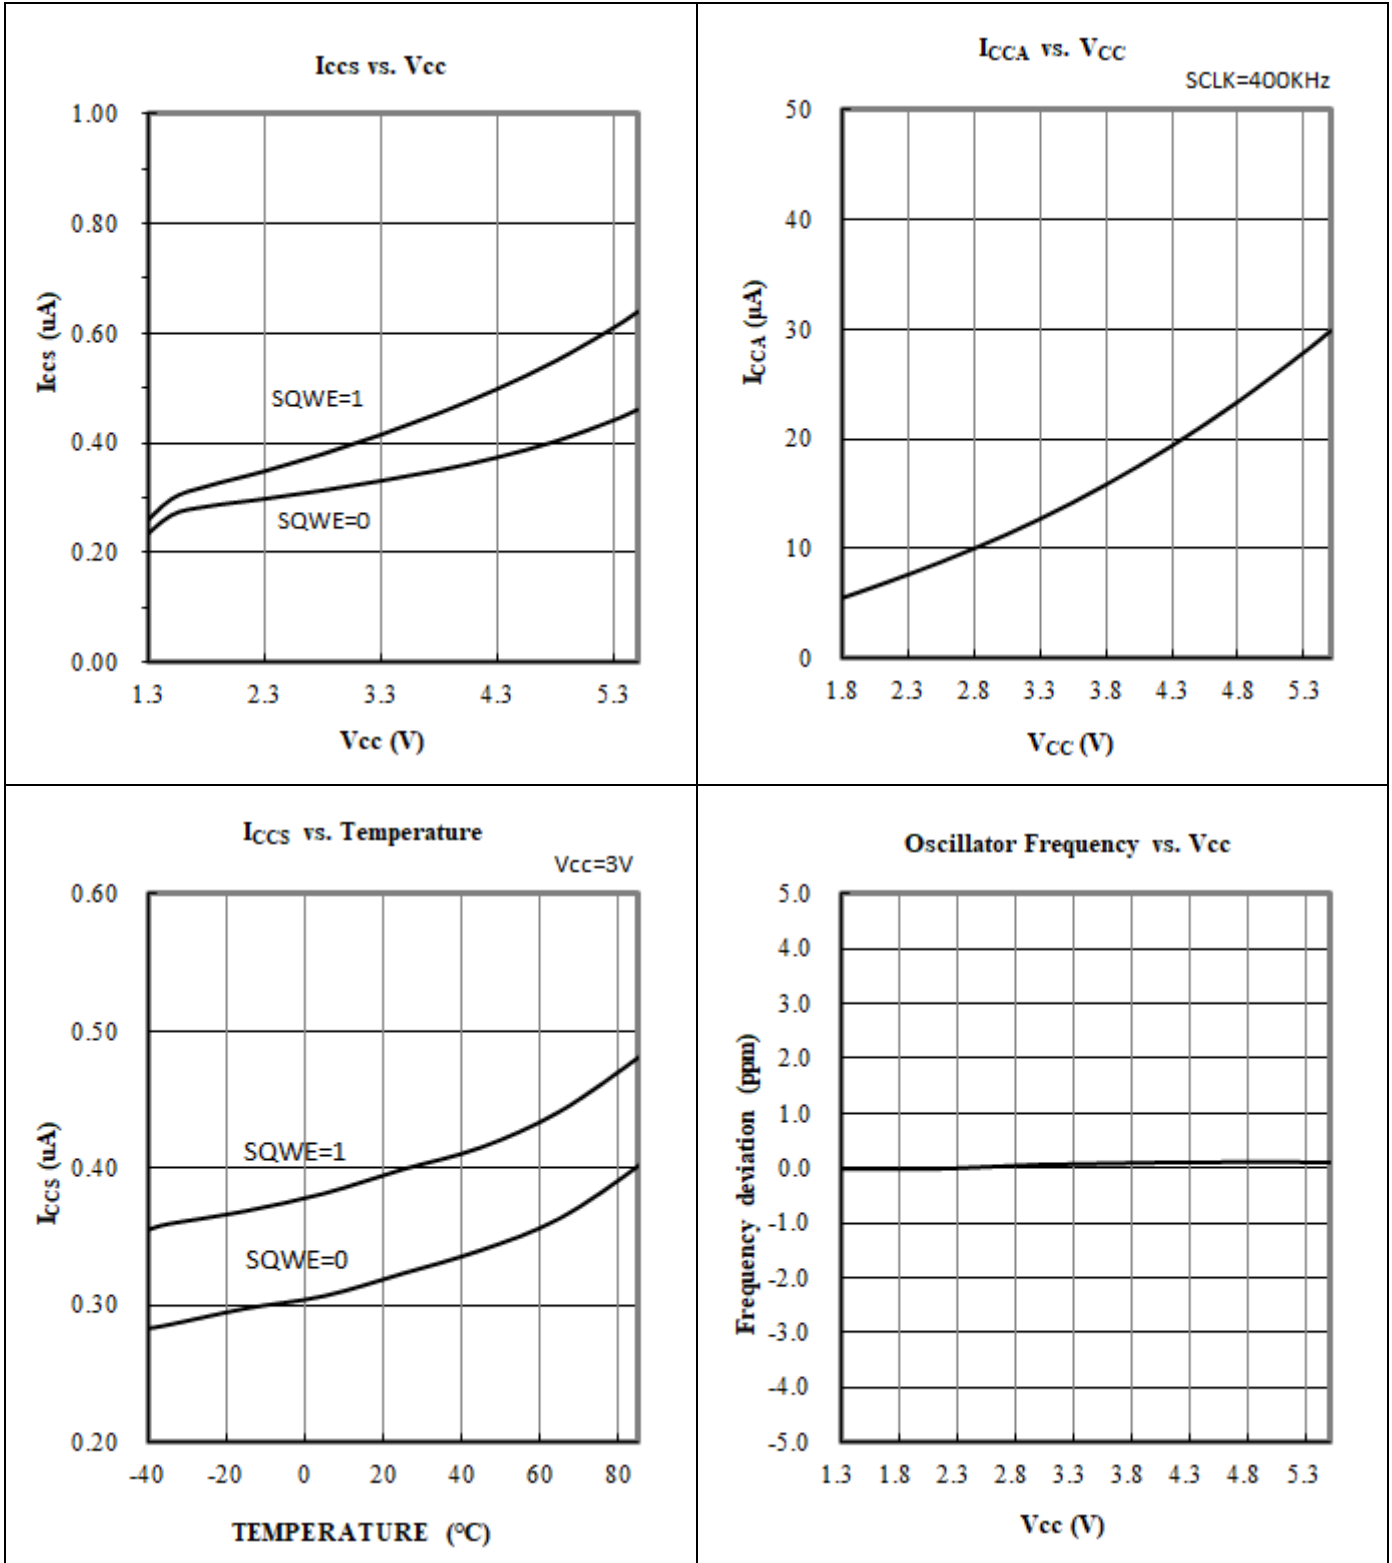 Iccs vs. Vcc
1.00
0.80
0.60
0.40
0.20
0.00
Iccs (uA)
SQWE=1
SQWE=0
1.3 2.3 3.3 4.3 5.3
Vcc (V)
ICCA vs. VCC
SCLK=400KHz
50
40
30
20
10
0
ICCA (µA)
1.8 2.3 2.8 3.3 3.8 4.3 4.8 5.3
VCC (V)
ICCS vs. Temperature
Vcc=3V
0.60
0.50
0.40
0.30
0.20
ICCS (uA)
SQWE=1
SQWE=0
-40 -20 0 20 40 60 80
TEMPERATURE (°C)
Oscillator Frequency vs. Vcc
5.0
4.0
3.0
2.0
1.0
0.0
-1.0
-2.0
-3.0
-4.0
-5.0
Frequency deviation (ppm)
1.3 1.8 2.3 2.8 3.3 3.8 4.3 4.8 5.3
Vcc (V)